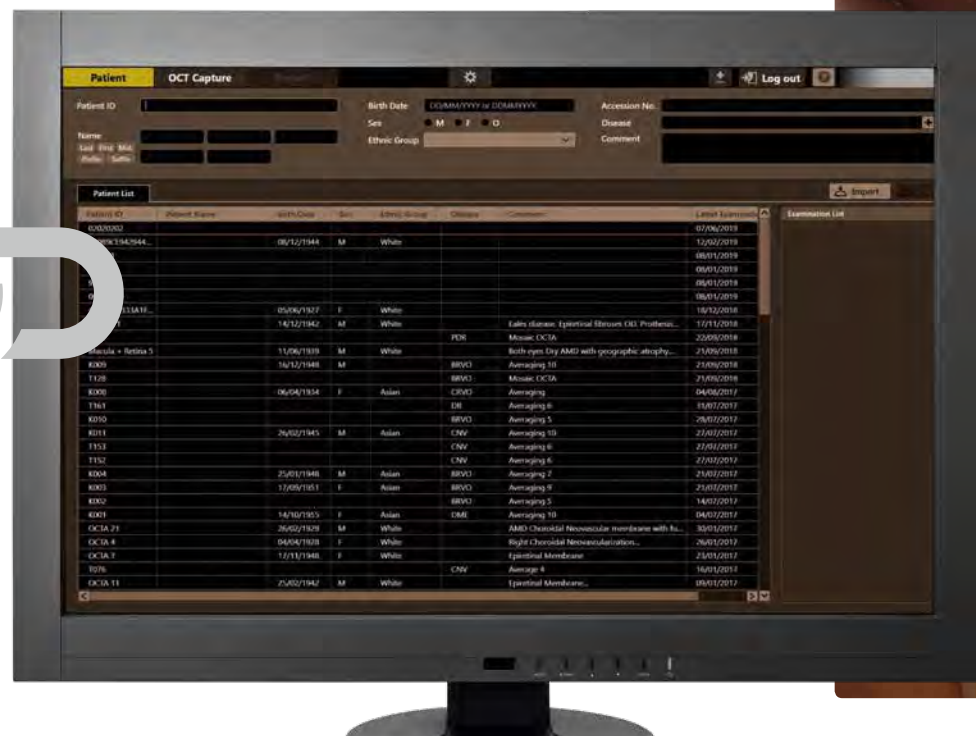 Patient OCT Capture Log out ?
Patient ID Birth Date DD/MM/YYYY or DDMMYYYY Accession No.
Sex M F O Disease
Name Ethnic Group Comment
Last First Mid.
Prefix Suffix
Patient List Import
Patient ID Patient Name Birth Date Sex Ethnic Group Disease Comment Examination List
02020202 07/06/2019
08/12/1944 M White 12/02/2019
08/01/2019
08/01/2019
08/01/2019
08/01/2019
05/06/1927 F White 18/12/2018
14/12/1942 M White 17/11/2018
PDR Mosaic OCTA 22/09/2018
Macula + Retina 5 11/06/1939 M White Both eyes Dry AMD with geographic atrophy... 21/09/2018
K009 16/12/1948 M BRVO Averaging 10 21/09/2018
T128 BRVO Mosaic OCTA 21/09/2018
K000 06/04/1934 F Asian CRVO Averaging 04/08/2017
T161 DR Averaging 6 31/07/2017
K010 BRVO Averaging 5 28/07/2017
K011 26/02/1945 M Asian CNV Averaging 10 27/07/2017
T153 CNV Averaging 6 27/07/2017
T152 CNV Averaging 6 27/07/2017
K004 25/01/1948 M Asian BRVO Averaging 7 21/07/2017
K003 17/09/1951 F Asian BRVO Averaging 9 21/07/2017
K002 BRVO Averaging 5 14/07/2017
K001 14/10/1955 F Asian DME Averaging 10 04/07/2017
OCTA 21 26/02/1929 M White AMD Choroidal Neovascular membrane with 30/01/2017
OCTA 4 04/04/1928 F White Right Choroidal Neovascularization... 26/01/2017
OCTA 7 17/11/1948 F White Epiretinal Membrane 23/01/2017
T076 CNV Average 4 16/01/2017
OCTA 11 25/02/1942 M White Epiretinal Membrane... 09/01/2017